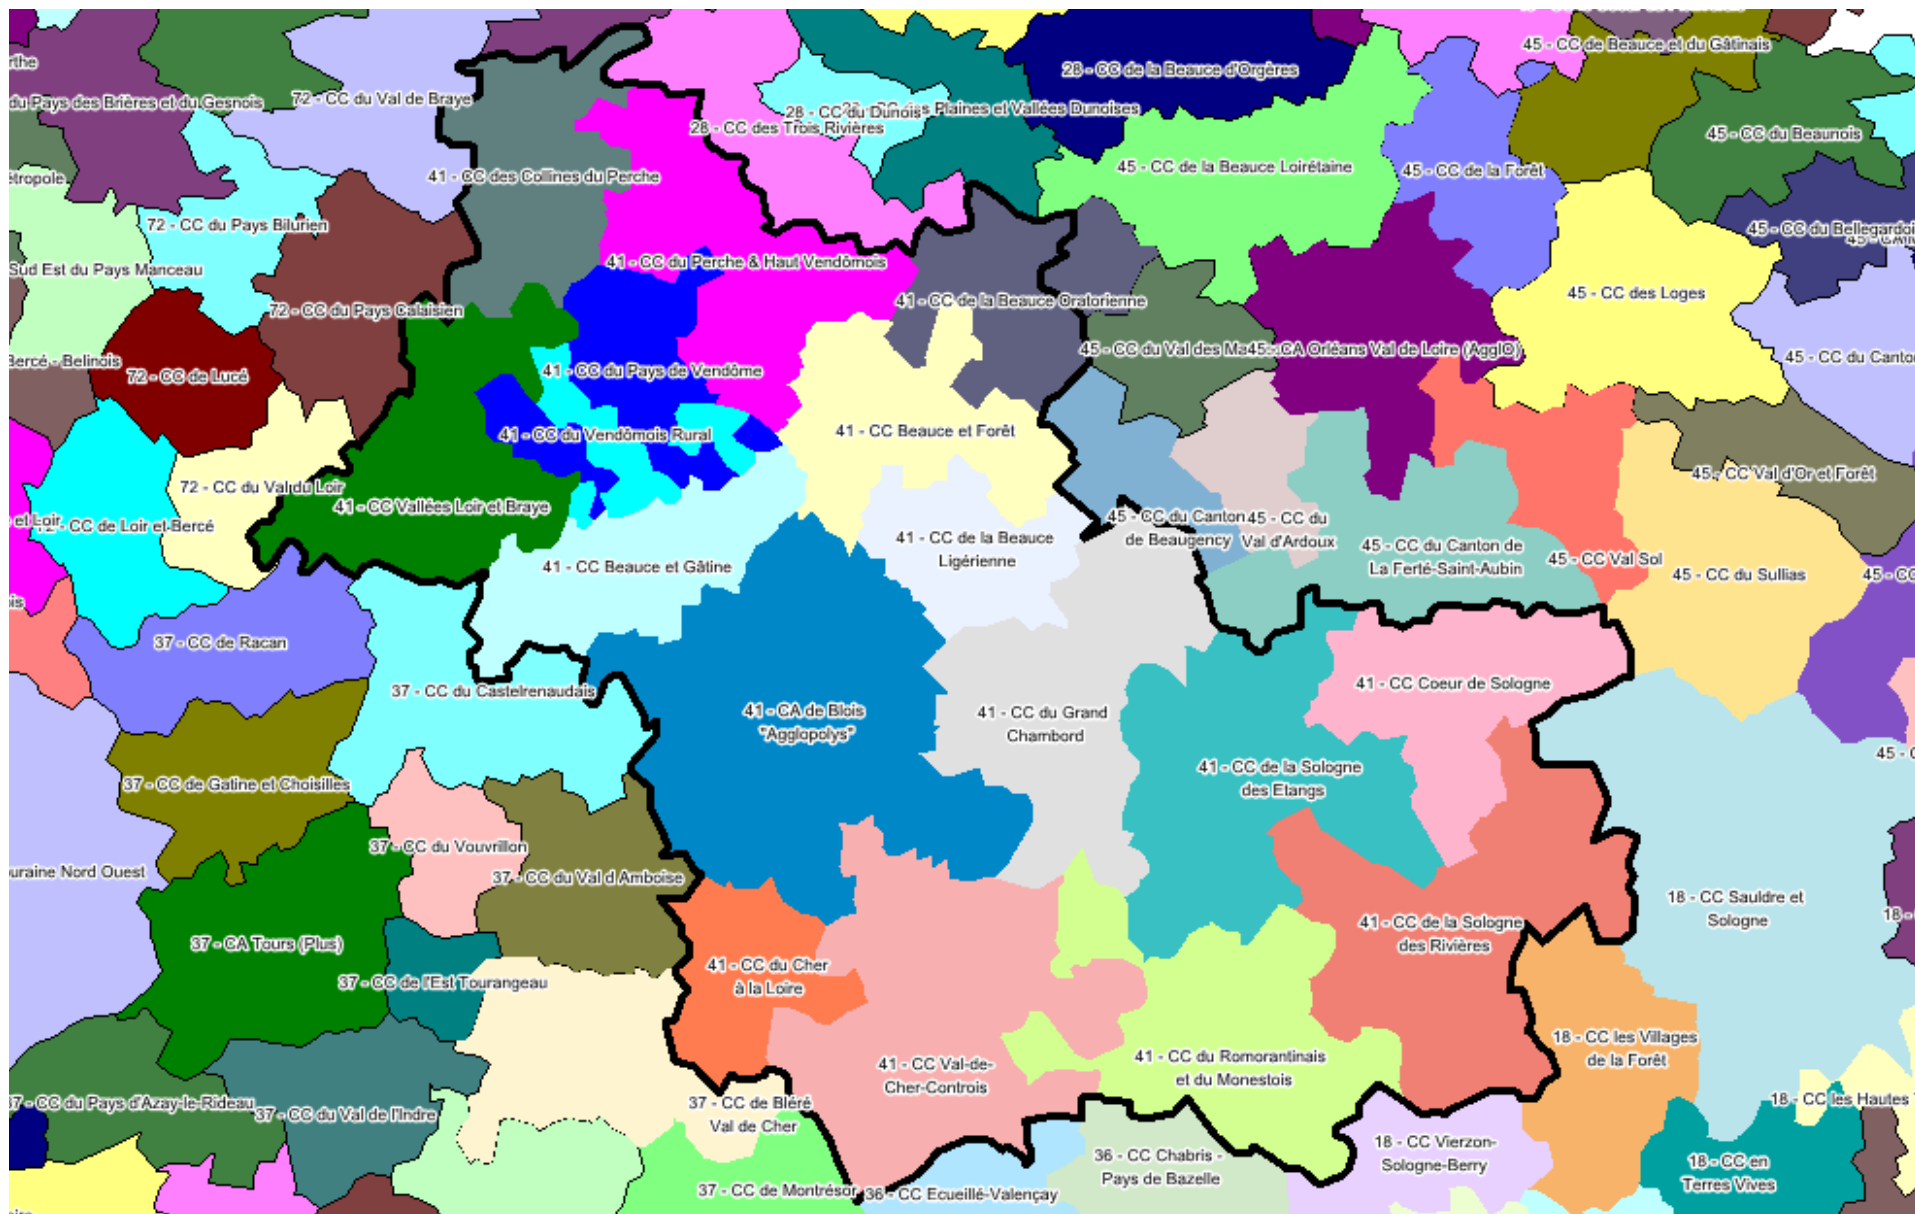 45 - CC de Beauce et du Gâtinais
rthe
28 - CC de la Beauce d'Orgères
du Pays des Brières et du Gesnois
72 - CC du Val de Braye
28 - CC du Dunois
Plaines et Vallées Dunoises
28 - CC des Trois Rivières
45 - CC du Beaunois
45 - CC de la Beauce Loirétaine
45 - CC de la Forêt
étropole
41 - CC des Collines du Perche
72 - CC du Pays Bilurien
45 - CC du Bellegardoi
Sud Est du Pays Manceau
41 - CC du Perche & Haut Vendômois
41 - CC de la Beauce Oratorienne
45 - CC des Loges
72 - CC du Pays Calaisien
45 - CC du Val des Ma
CA Orléans Val de Loire (AgglO)
45 - CC du Canto
Bercé - Belinois
72 - CC de Lucé
41 - CC du Pays de Vendôme
41 - CC du Vendômois Rural
41 - CC Beauce et Forêt
45 - CC Val d'Or et Forêt
72 - CC du Val du Loir
41 - CC Vallées Loir et Braye
et Loir
CC de Loir et Bercé
45 - CC du Canton
de Beaugency
45 - CC du
Val d'Ardoux
41 - CC de la Beauce
Ligérienne
45 - CC du Canton de
La Ferté-Saint-Aubin
45 - CC Val Sol
41 - CC Beauce et Gâtine
45 - CC du Sullias
45 - CC
ois
37 - CC de Racan
37 - CC du Castelrenaudais
41 - CC Coeur de Sologne
41 - CA de Blois
"Agglopolys"
41 - CC du Grand
Chambord
45 - C
41 - CC de la Sologne
des Etangs
37 - CC de Gatine et Choisilles
37 - CC du Vouvrillon
ouraine Nord Ouest
37 - CC du Val d'Amboise
18 - CC Sauldre et
Sologne
18 -
41 - CC de la Sologne
des Rivières
37 - CA Tours (Plus)
41 - CC du Cher
à la Loire
37 - CC de l'Est Tourangeau
18 - CC les Villages
de la Forêt
41 - CC Val-de-
Cher-Controis
41 - CC du Romorantinais
et du Monestois
37 - CC du Pays d'Azay-le-Rideau
37 - CC du Val de l'Indre
37 - CC de Bléré
Val de Cher
18 - CC les Hautes
18 - CC Vierzon-
Sologne-Berry
36 - CC Chabris -
Pays de Bazelle
18 - CC en
Terres Vives
37 - CC de Montrésor
36 - CC Ecueillé-Valençay